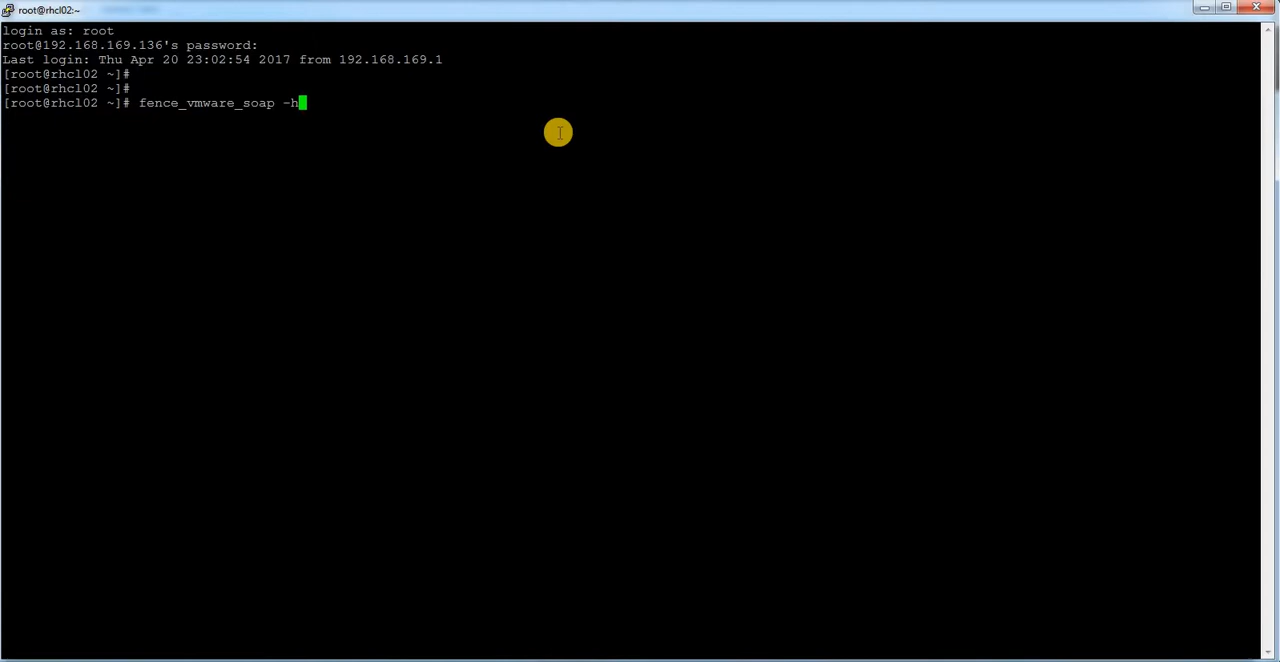 root@rhcl02:~
login as: root
root@192.168.169.136's password:
Last login: Thu Apr 20 23:02:54 2017 from 192.168.169.1
[root@rhcl02 ~]#
[root@rhcl02 ~]#
[root@rhcl02 ~]# fence_vmware_soap -h